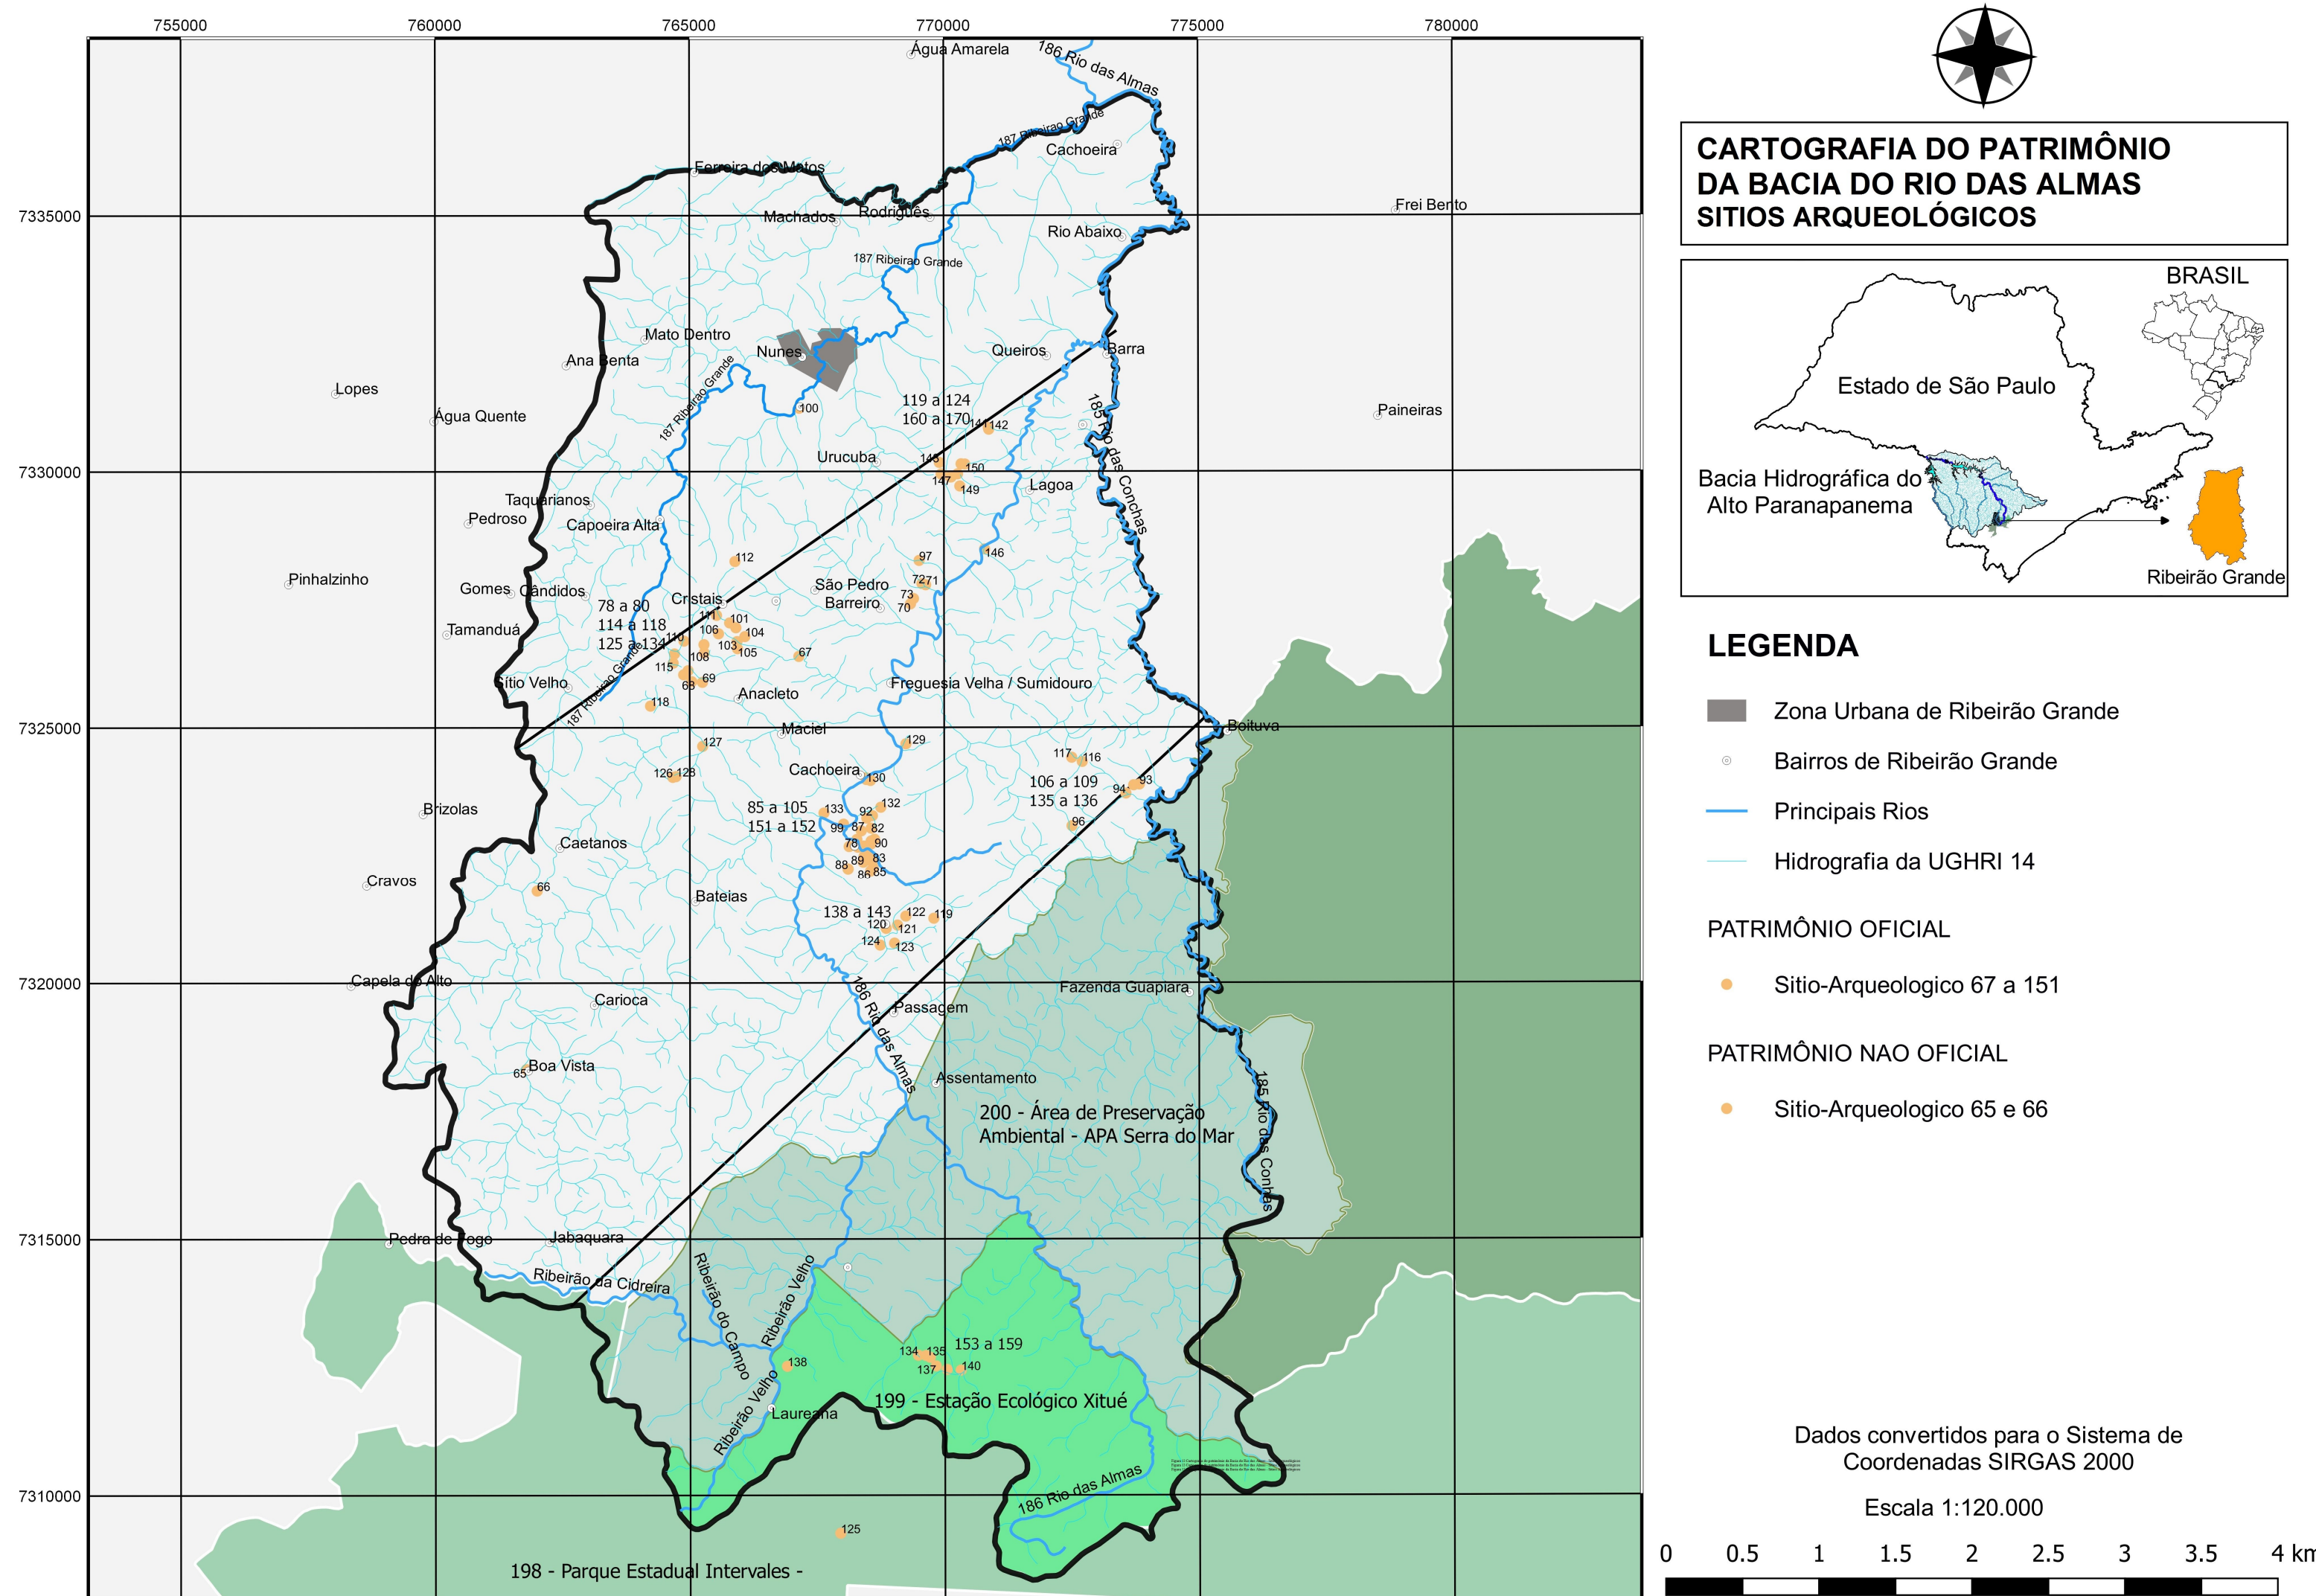 755000
760000
765000
770000
775000
780000
7335000
7330000
7325000
7320000
7315000
7310000
Água Amarela
186 Rio das Almas
187 Ribeirao Grande
Cachoeira
Ferreira dos Matos
Machados
Rodrigues
Frei Bento
Rio Abaixo
187 Ribeirao Grande
Mato Dentro
Nunes
Queiros
Barra
Ana Benta
Lopes
187 Ribeirao Grande
100
119 a 124
160 a 170
141
142
Água Quente
Paineiras
185 Rio das Conchas
Urucuba
148
150
147
149
Lagoa
Taquarianos
Pedroso
Capoeira Alta
112
97
146
Pinhalzinho
Gomes
Cândidos
São Pedro
72
71
Barreiro
73
70
Cristais
78 a 80
114 a 118
125 a 134
111
101
106
104
110
103
105
108
67
115
Tamanduá
Sítio Velho
187 Ribeirao Grande
68
69
Anacleto
Freguesia Velha / Sumidouro
118
Maciel
Boituva
127
129
117
116
126
128
Cachoeira
130
106 a 109
135 a 136
93
94
Brizolas
85 a 105
151 a 152
133
132
92
99
87
82
96
78
90
89
83
88
86
85
Caetanos
Cravos
66
Bateias
138 a 143
122
119
120
121
124
123
Capela do Alto
Carioca
186 Rio das Almas
Passagem
Fazenda Guapiara
65
Boa Vista
Assentamento
200 - Área de Preservação
Ambiental - APA Serra do Mar
185 Rio das Conhas
Pedra de Fogo
Jabaquara
Ribeirão da Cidreira
Ribeirão do Campo
Ribeirão Velho
138
134
135
153 a 159
137
140
Ribeirão Velho
Laureana
199 - Estação Ecológico Xitué
186 Rio das Almas
125
198 - Parque Estadual Intervales -
CARTOGRAFIA DO PATRIMÔNIO
DA BACIA DO RIO DAS ALMAS
SITIOS ARQUEOLÓGICOS
BRASIL
Estado de São Paulo
Bacia Hidrográfica do
Alto Paranapanema
Ribeirão Grande
LEGENDA
Zona Urbana de Ribeirão Grande
Bairros de Ribeirão Grande
Principais Rios
Hidrografia da UGHRI 14
PATRIMÔNIO OFICIAL
Sitio-Arqueologico 67 a 151
PATRIMÔNIO NAO OFICIAL
Sitio-Arqueologico 65 e 66
Dados convertidos para o Sistema de
Coordenadas SIRGAS 2000
Escala 1:120.000
0 0.5 1 1.5 2 2.5 3 3.5 4 km